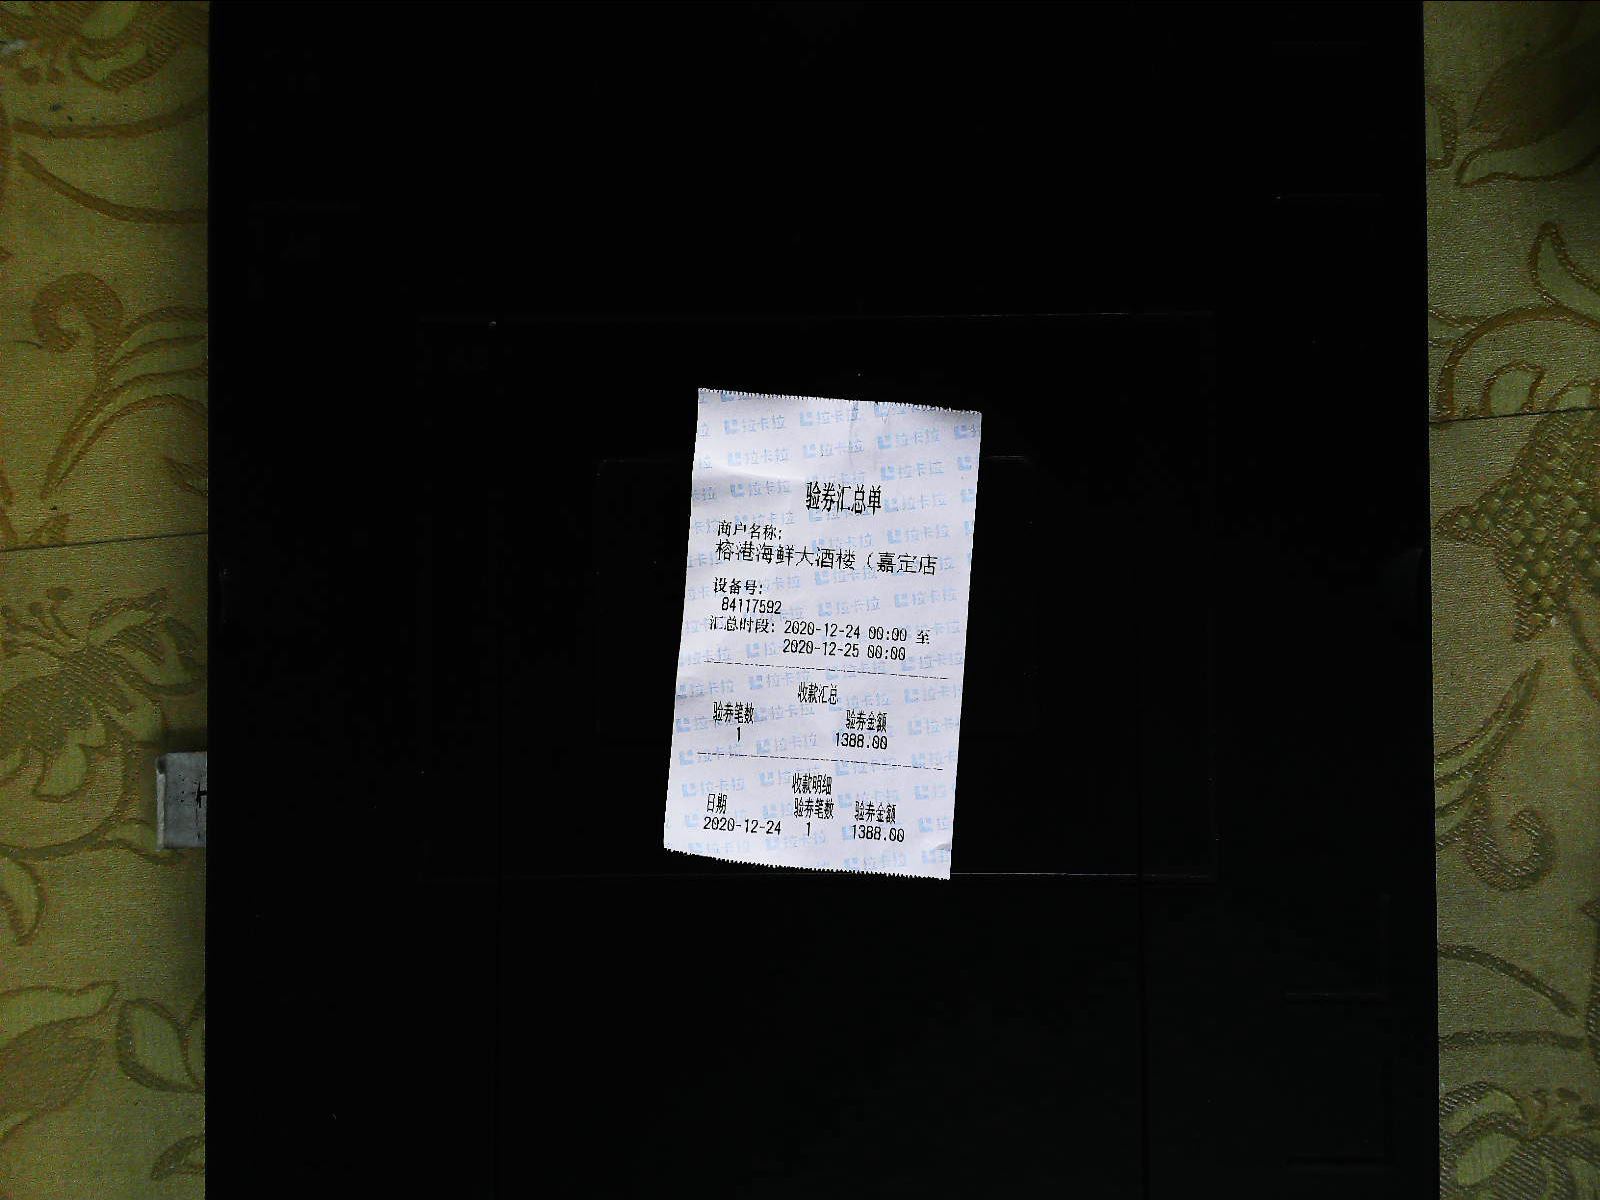 验券汇总单
商户名称:
榕港海鲜大酒楼（嘉定店
设备号:
84117592
汇总时段: 2020-12-24 00:00 至
2020-12-25 00:00
收款汇总
验券笔数 验券金额
1 1388.00
收款明细
日期 验券笔数 验券金额
2020-12-24 1 1388.00
拉卡拉